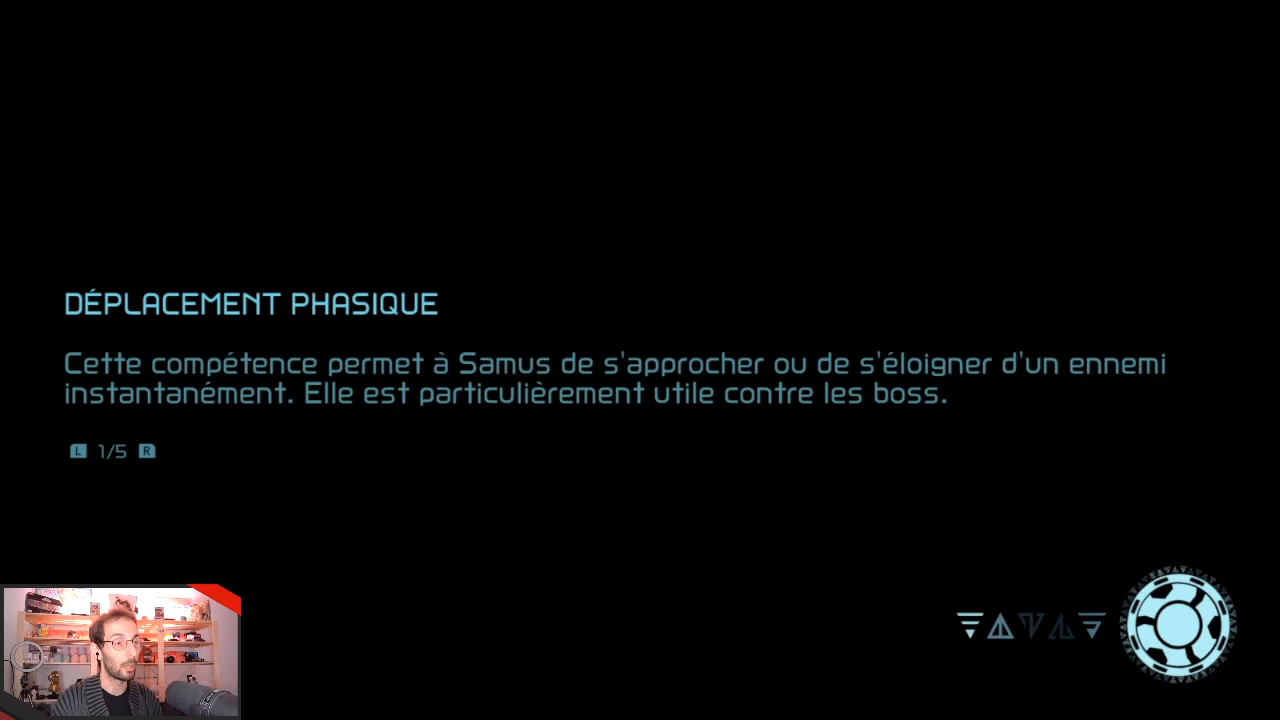 DÉPLACEMENT PHASIQUE
Cette compétence permet à Samus de s'approcher ou de s'éloigner d'un ennemi
instantanément. Elle est particulièrement utile contre les boss.
L 1/5 R